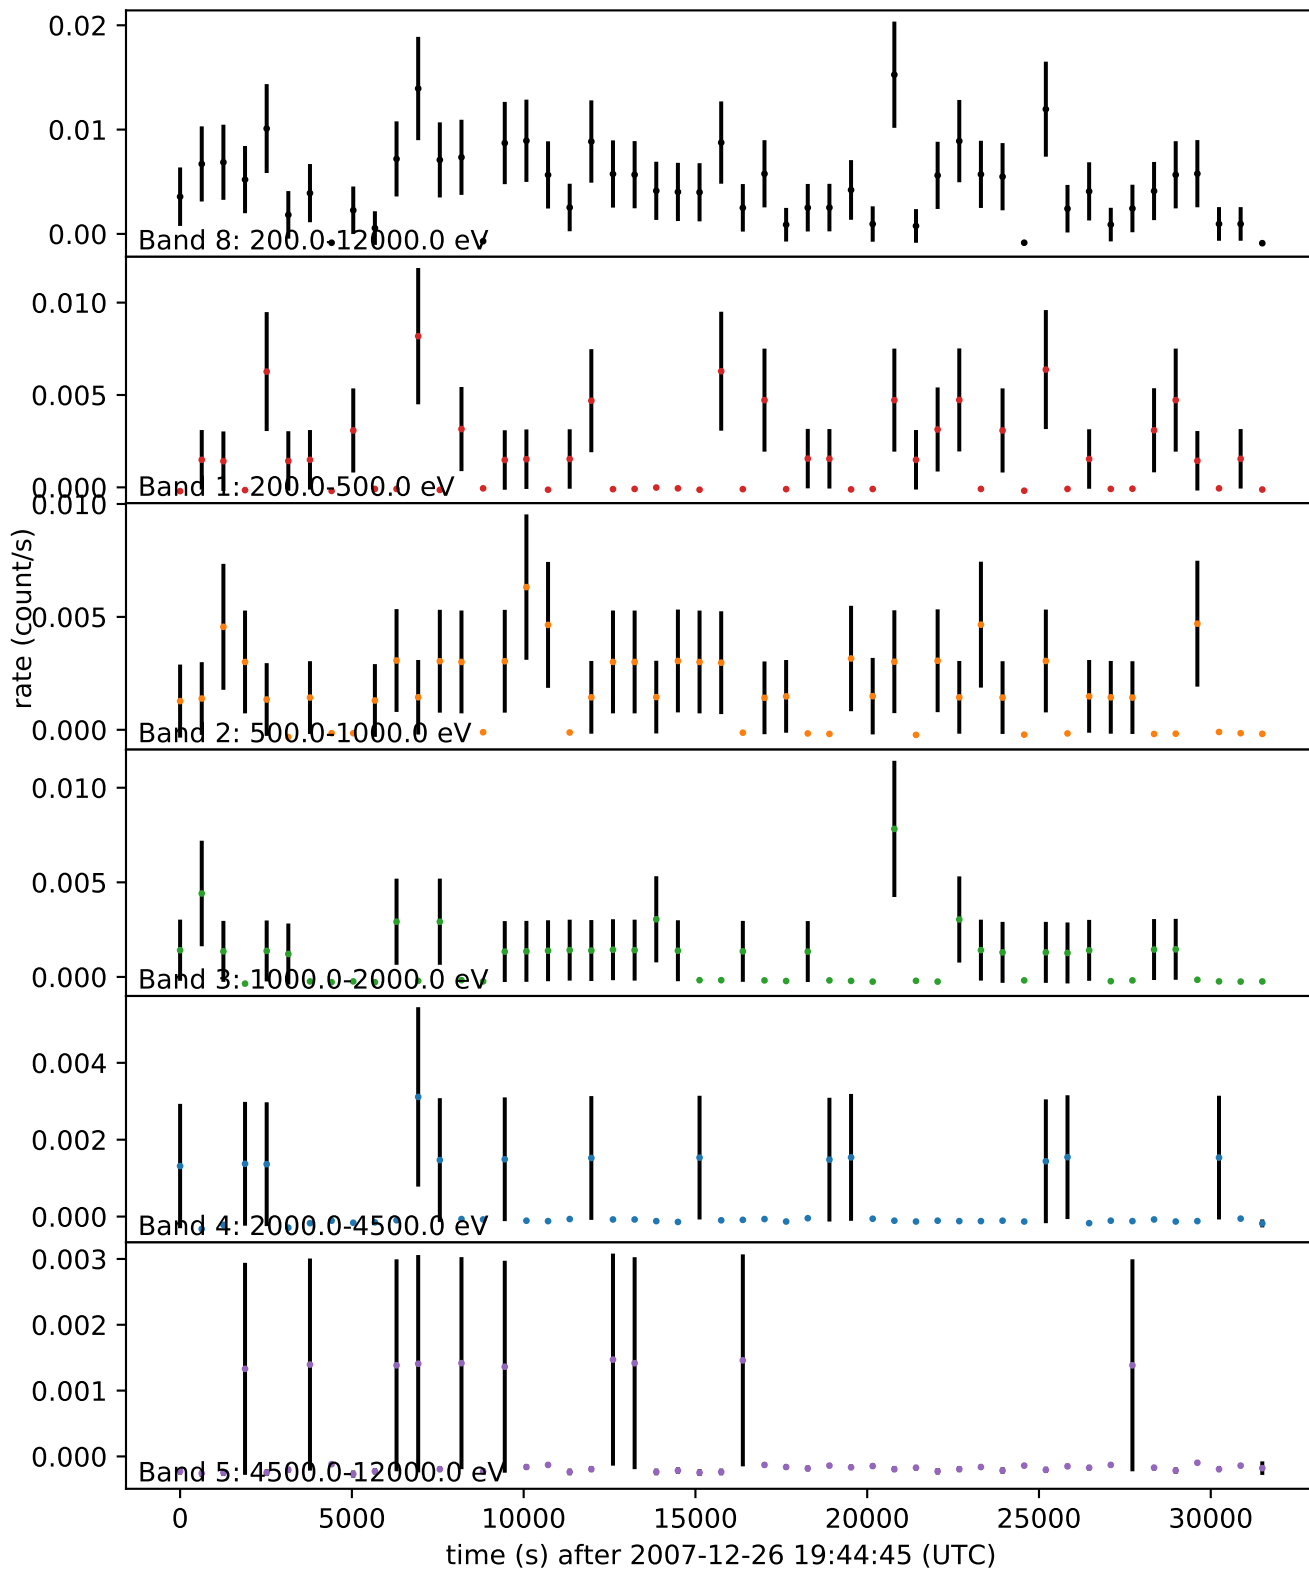 0.02
0.01
0.00
Band 8: 200.0-12000.0 eV
0.010
0.005
0.000
Band 1: 200.0-500.0 eV
0.010
0.005
0.000
Band 2: 500.0-1000.0 eV
rate (count/s)
0.010
0.005
0.000
Band 3: 1000.0-2000.0 eV
0.004
0.002
0.000
Band 4: 2000.0-4500.0 eV
0.003
0.002
0.001
0.000
Band 5: 4500.0-12000.0 eV
0 5000 10000 15000 20000 25000 30000
time (s) after 2007-12-26 19:44:45 (UTC)